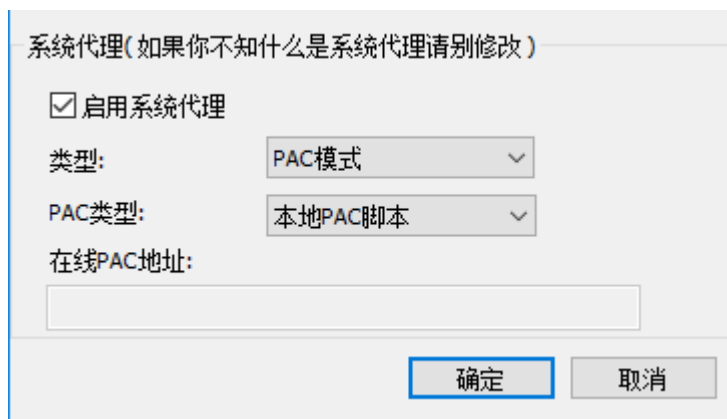 系统代理(如果你不知什么是系统代理请别修改)
启用系统代理
类型: PAC模式
PAC类型: 本地PAC脚本
在线PAC地址:
确定 取消